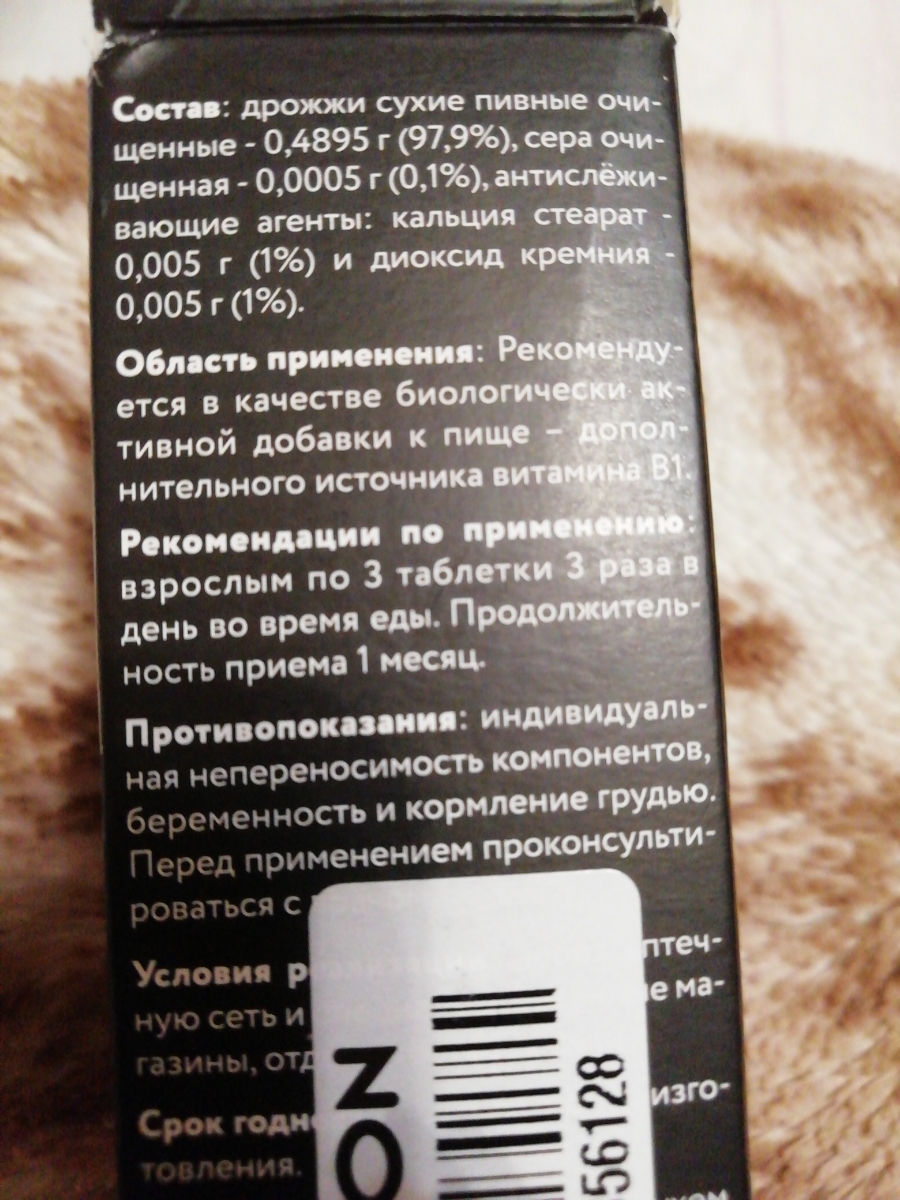 Состав: дрожжи сухие пивные очи-
щенные - 0,4895 г (97,9%), сера очи-
щенная - 0,0005 г (0,1%), антислёжи-
вающие агенты: кальция стеарат -
0,005 г (1%) и диоксид кремния -
0,005 г (1%).
Область применения: Рекоменду-
ется в качестве биологически ак-
тивной добавки к пище – допол-
нительного источника витамина В1.
Рекомендации по применению:
взрослым по 3 таблетки 3 раза в
день во время еды. Продолжитель-
ность приема 1 месяц.
Противопоказания: индивидуаль-
ная непереносимость компонентов,
беременность и кормление грудью.
Перед применением проконсульти-
роваться с
Условия птеч-
ную сеть и ма-
газины, отд
Срок годн изго-
товления.
OZ
56128